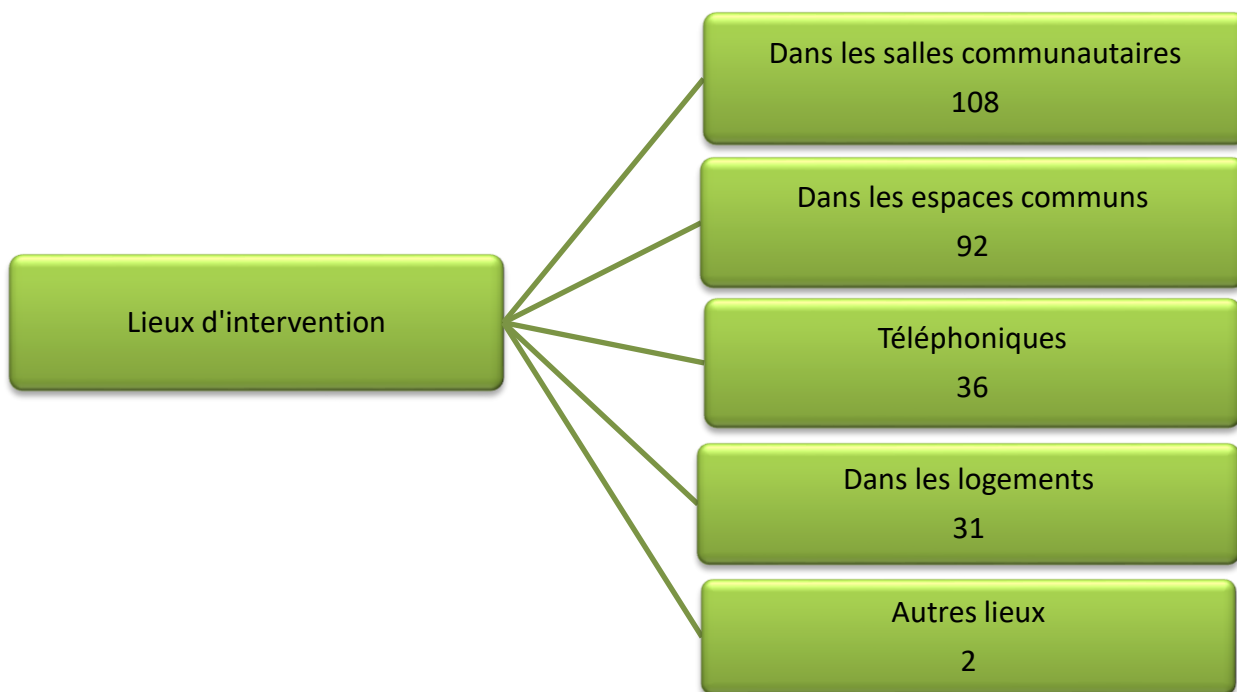 Lieux d'intervention
Dans les salles communautaires
108
Dans les espaces communs
92
Téléphoniques
36
Dans les logements
31
Autres lieux
2